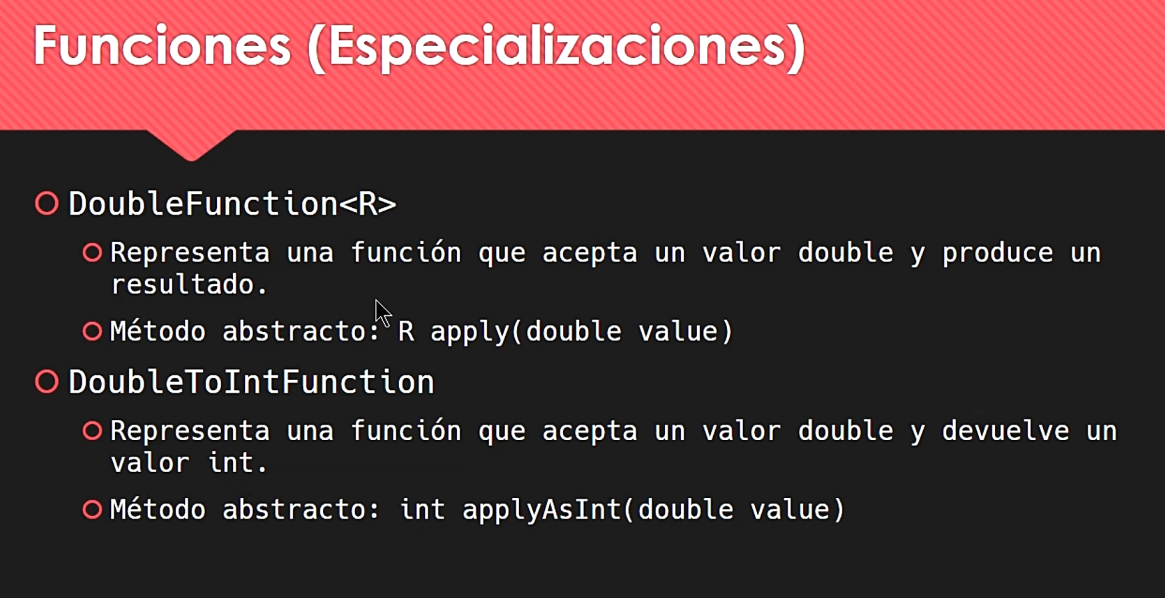 Funciones (Especializaciones)
DoubleFunction<R>
Representa una función que acepta un valor double y produce un
resultado.
Método abstracto: R apply(double value)
DoubleToIntFunction
Representa una función que acepta un valor double y devuelve un
valor int.
Método abstracto: int applyAsInt(double value)